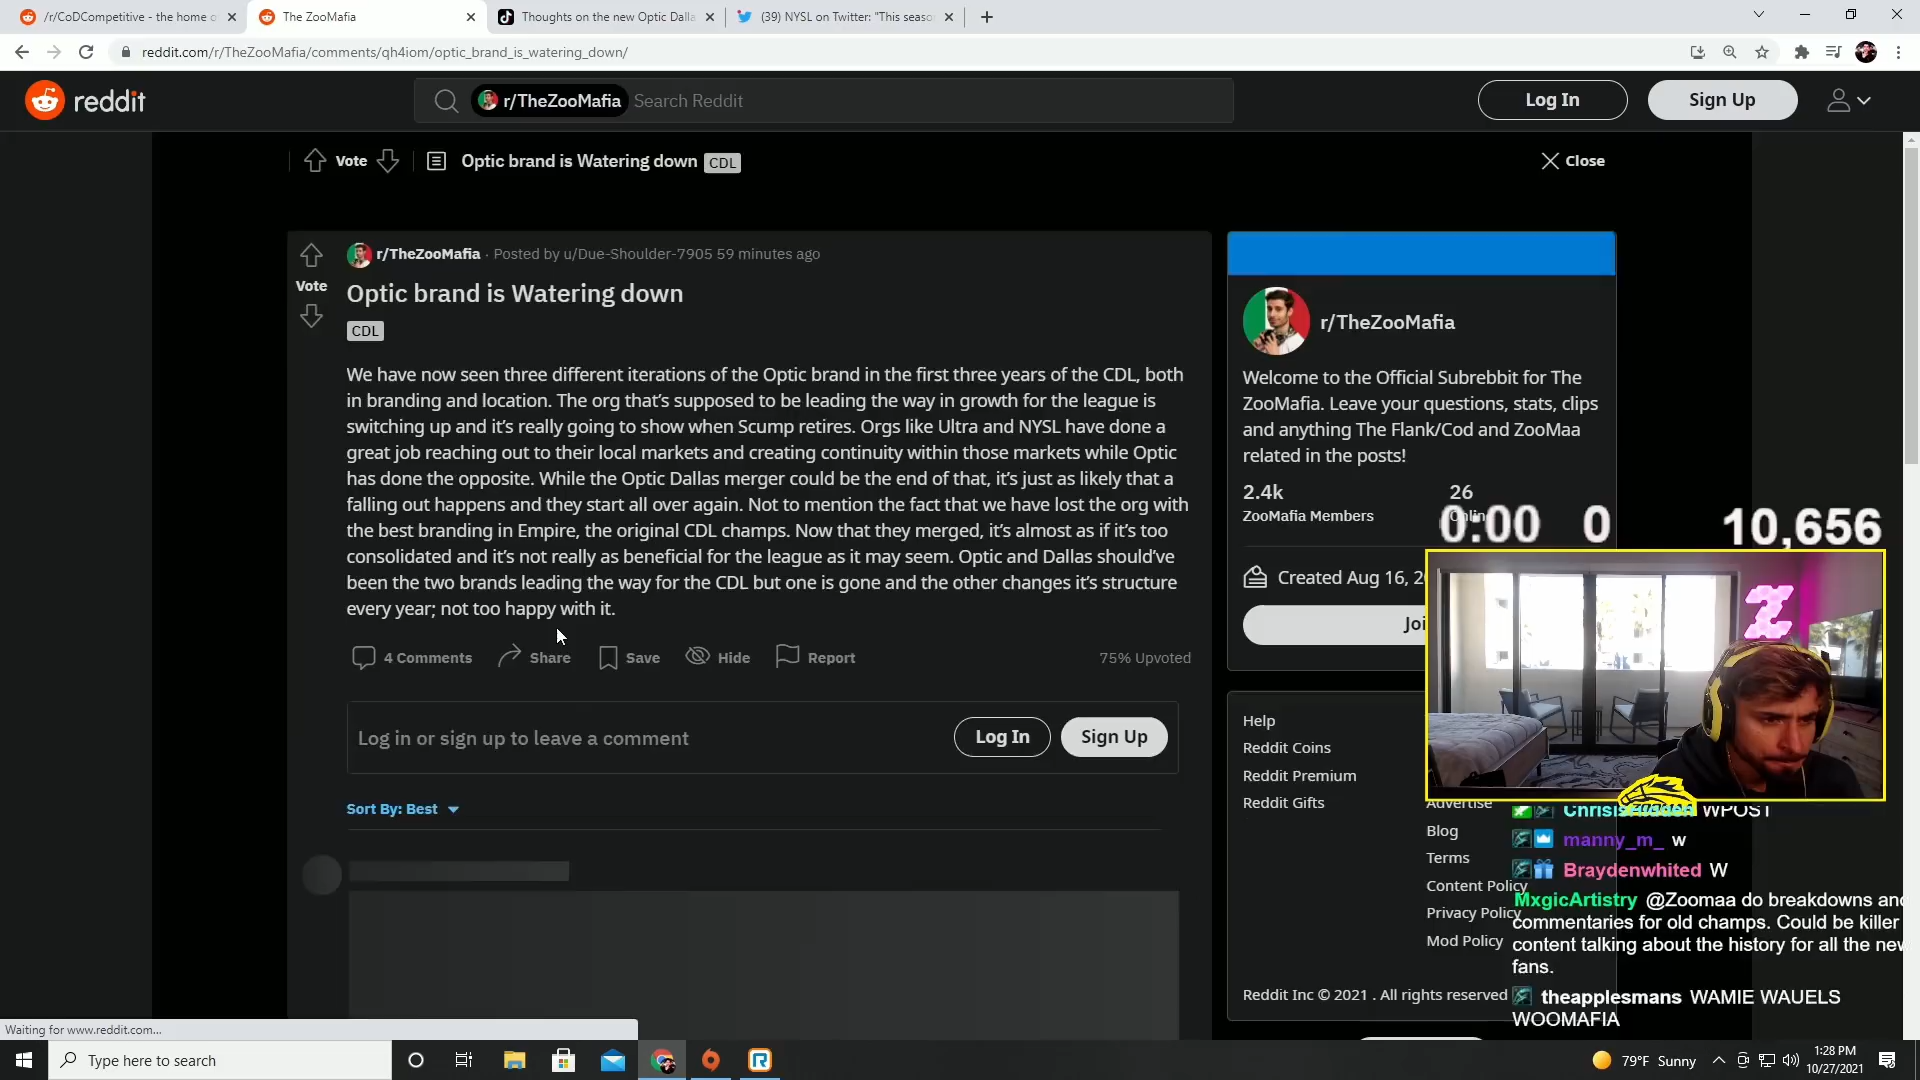 /r/CoDCompetitive - the home o
The ZooMafia
Thoughts on the new Optic Dalla
(39) NYSL on Twitter: "This seaso
reddit.com/r/TheZooMafia/comments/qh4iom/optic_brand_is_watering_down/
reddit
r/TheZooMafia
Search Reddit
Log In
Sign Up
Vote
Optic brand is Watering down
CDL
Close
r/TheZooMafia · Posted by u/Due-Shoulder-7905 59 minutes ago
Vote
Optic brand is Watering down
CDL
We have now seen three different iterations of the Optic brand in the first three years of the CDL, both
in branding and location. The org that's supposed to be leading the way in growth for the league is
switching up and it's really going to show when Scump retires. Orgs like Ultra and NYSL have done a
great job reaching out to their local markets and creating continuity within those markets while Optic
has done the opposite. While the Optic Dallas merger could be the end of that, it's just as likely that a
falling out happens and they start all over again. Not to mention the fact that we have lost the org with
the best branding in Empire, the original CDL champs. Now that they merged, it's almost as if it's too
consolidated and it's not really as beneficial for the league as it may seem. Optic and Dallas should've
been the two brands leading the way for the CDL but one is gone and the other changes it's structure
every year; not too happy with it.
4 Comments
Share
Save
Hide
Report
75% Upvoted
Log in or sign up to leave a comment
Log In
Sign Up
Sort By: Best
r/TheZooMafia
Welcome to the Official Subrebbit for The
ZooMafia. Leave your questions, stats, clips
and anything The Flank/Cod and ZooMaa
related in the posts!
2.4k
26
ZooMafia Members
Online
0:00 0 10,656
Created Aug 16, 2
Joi
Z
Help
Reddit Coins
Reddit Premium
Reddit Gifts
Advertise
Blog
Terms
Content Policy
Privacy Policy
Mod Policy
Reddit Inc © 2021 . All rights reserved
WPOST
manny_m_ w
Braydenwhited W
MxgicArtistry @Zoomaa do breakdowns and
commentaries for old champs. Could be killer
content talking about the history for all the new
fans.
theapplesmans WAMIE WAUELS
WOOMAFIA
Waiting for www.reddit.com...
Type here to search
79°F Sunny
1:28 PM
10/27/2021